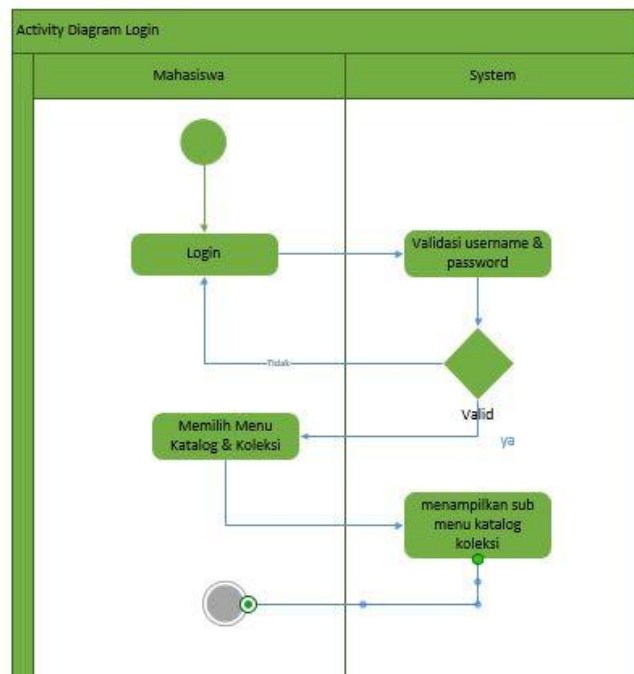 Activity Diagram Login
Mahasiswa
System
Login
Validasi username &
password
Tidak
Valid
ya
Memilih Menu
Katalog & Koleksi
menampilkan sub
menu katalog
koleksi